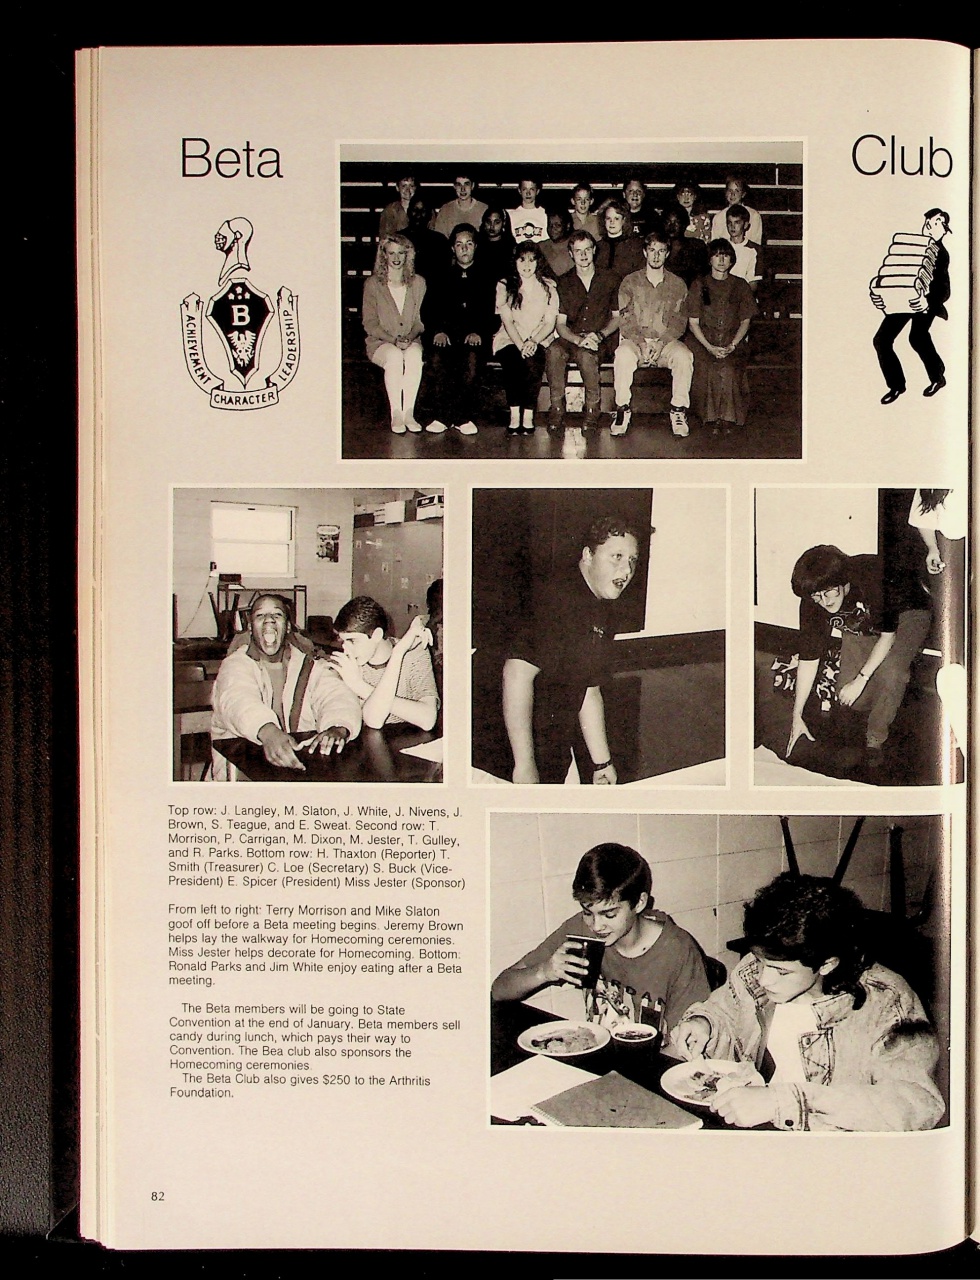 Beta Club
B
ACHIEVEMENT
CHARACTER
LEADERSHIP
Top row: J. Langley, M. Slaton, J. White, J. Nivens, J.
Brown, S. Teague, and E. Sweat. Second row: T.
Morrison, P. Carrigan, M. Dixon, M. Jester, T. Gulley,
and R. Parks. Bottom row: H. Thaxton (Reporter) T.
Smith (Treasurer) C. Loe (Secretary) S. Buck (Vice-
President) E. Spicer (President) Miss Jester (Sponsor)
From left to right: Terry Morrison and Mike Slaton
goof off before a Beta meeting begins. Jeremy Brown
helps lay the walkway for Homecoming ceremonies.
Miss Jester helps decorate for Homecoming. Bottom:
Ronald Parks and Jim White enjoy eating after a Beta
meeting.
The Beta members will be going to State
Convention at the end of January. Beta members sell
candy during lunch, which pays their way to
Convention. The Bea club also sponsors the
Homecoming ceremonies.
The Beta Club also gives $250 to the Arthritis
Foundation.
82